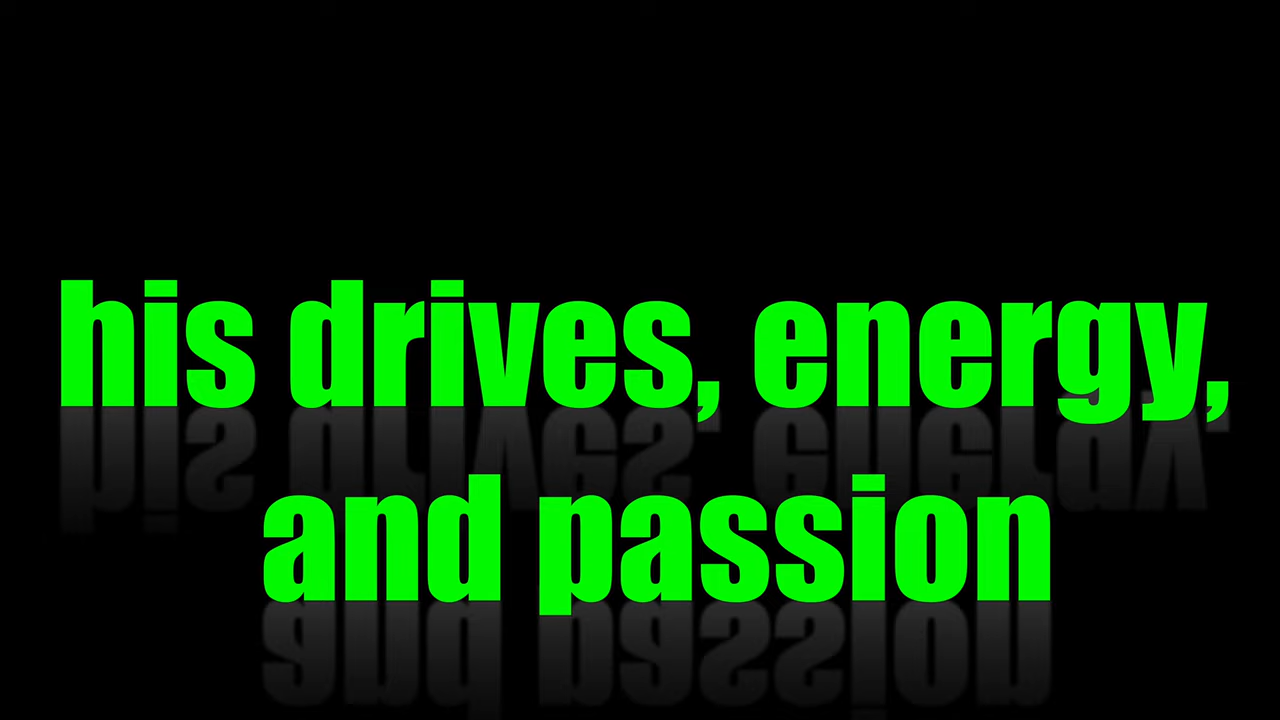 his drives, energy,
and passion